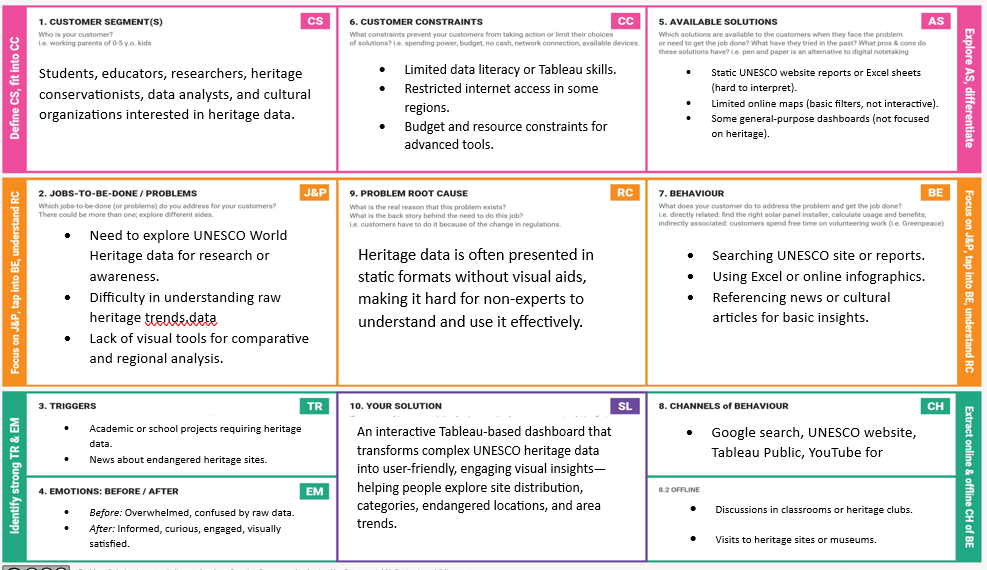 Define CS, fit into CC
1. CUSTOMER SEGMENT(S)
CS
Who is your customer?
i.e. working parents of 0-5 y.o. kids
Students, educators, researchers, heritage
conservationists, data analysts, and cultural
organizations interested in heritage data.
6. CUSTOMER CONSTRAINTS
CC
What constraints prevent your customers from taking action or limit their choices
of solutions? i.e. spending power, budget, no cash, network connection, available devices.
• Limited data literacy or Tableau skills.
• Restricted internet access in some
regions.
• Budget and resource constraints for
advanced tools.
5. AVAILABLE SOLUTIONS
AS
Which solutions are available to the customers when they face the problem
or need to get the job done? What have they tried in the past? What pros & cons do
these solutions have? i.e. pen and paper is an alternative to digital notetaking
• Static UNESCO website reports or Excel sheets
(hard to interpret).
• Limited online maps (basic filters, not interactive).
• Some general-purpose dashboards (not focused
on heritage).
Explore AS, differentiate
Focus on J&P, tap into BE, understand RC
2. JOBS-TO-BE-DONE / PROBLEMS
J&P
Which jobs-to-be-done (or problems) do you address for your customers?
There could be more than one; explore different sides.
• Need to explore UNESCO World
Heritage data for research or
awareness.
• Difficulty in understanding raw
heritage trends.data
• Lack of visual tools for comparative
and regional analysis.
9. PROBLEM ROOT CAUSE
RC
What is the real reason that this problem exists?
What is the back story behind the need to do this job?
i.e. customers have to do it because of the change in regulations.
Heritage data is often presented in
static formats without visual aids,
making it hard for non-experts to
understand and use it effectively.
7. BEHAVIOUR
BE
What does your customer do to address the problem and get the job done?
i.e. directly related: find the right solar panel installer, calculate usage and benefits;
indirectly associated: customers spend free time on volunteering work (i.e. Greenpeace)
• Searching UNESCO site or reports.
• Using Excel or online infographics.
• Referencing news or cultural
articles for basic insights.
Focus on J&P, tap into BE, understand RC
Identify strong TR & EM
3. TRIGGERS
TR
• Academic or school projects requiring heritage
data.
• News about endangered heritage sites.
4. EMOTIONS: BEFORE / AFTER
EM
• Before: Overwhelmed, confused by raw data.
• After: Informed, curious, engaged, visually
satisfied.
10. YOUR SOLUTION
SL
An interactive Tableau-based dashboard that
transforms complex UNESCO heritage data
into user-friendly, engaging visual insights—
helping people explore site distribution,
categories, endangered locations, and area
trends.
8. CHANNELS of BEHAVIOUR
CH
• Google search, UNESCO website,
Tableau Public, YouTube for
8.2 OFFLINE
• Discussions in classrooms or heritage clubs.
• Visits to heritage sites or museums.
Extract online & offline CH of BE